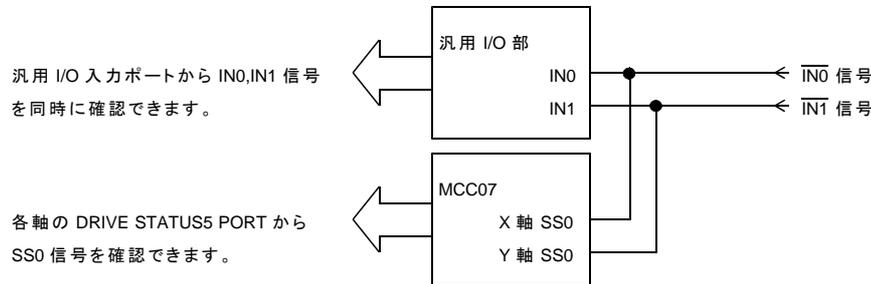 汎用 I/O 部
汎用 I/O 入力ポートから IN0,IN1 信号
を同時に確認できます。
IN0
IN1
IN0 信号
IN1 信号
MCC07
各軸の DRIVE STATUS5 PORT から
SS0 信号を確認できます。
X 軸 SS0
Y 軸 SS0